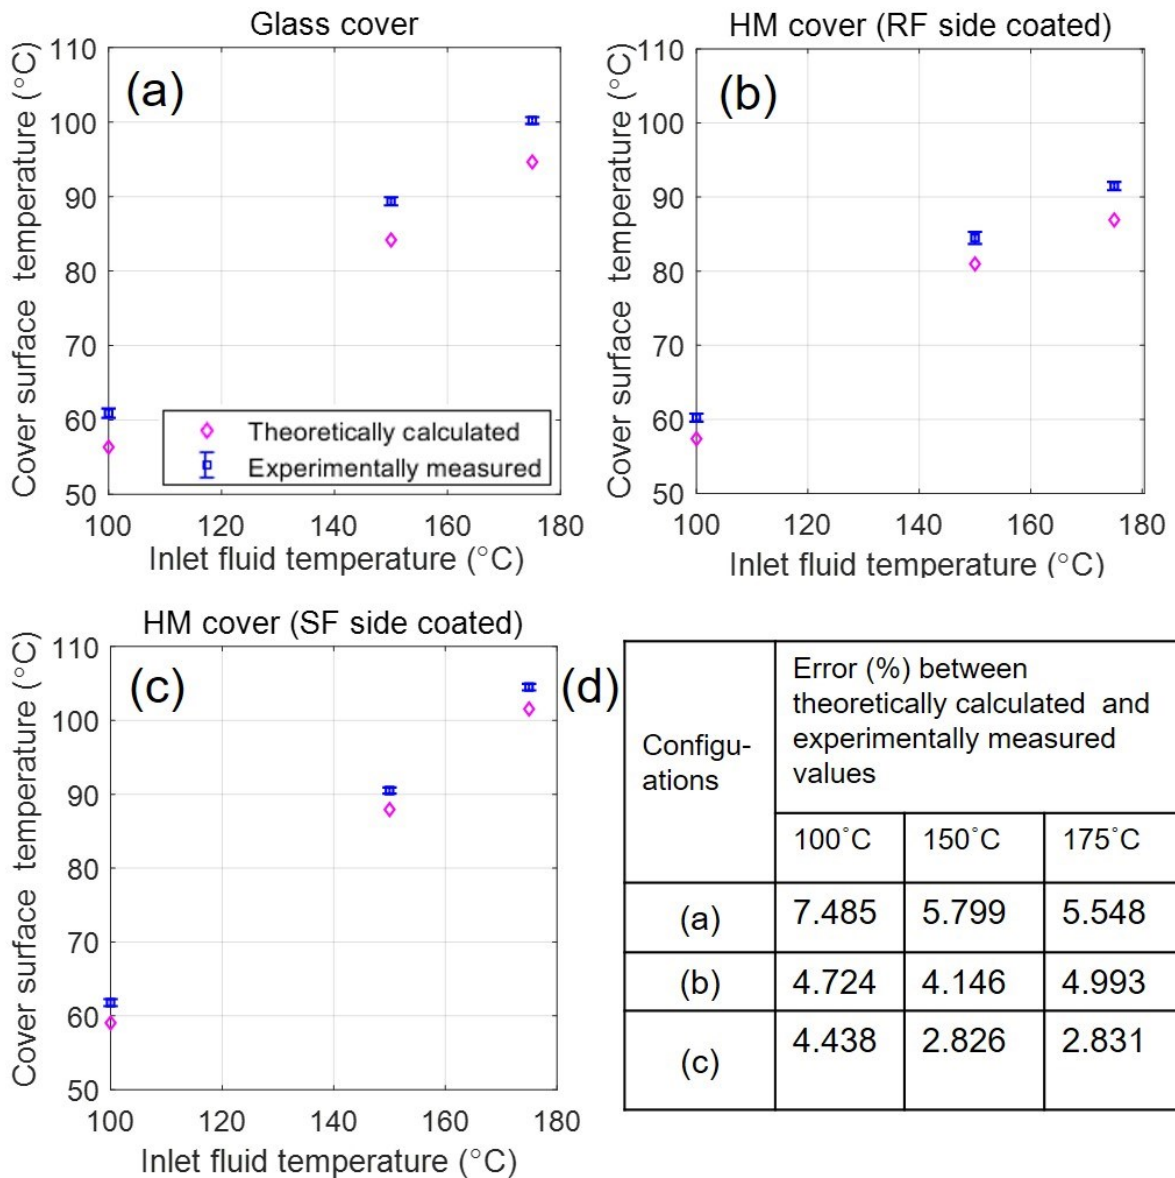 Glass cover
(a)
110
100
90
80
70
60
50
Cover surface temperature (°C)
Theoretically calculated
Experimentally measured
100 120 140 160 180
Inlet fluid temperature (°C)
HM cover (RF side coated)
(b)
110
100
90
80
70
60
50
Cover surface temperature (°C)
100 120 140 160 180
Inlet fluid temperature (°C)
HM cover (SF side coated)
(c)
110
100
90
80
70
60
50
Cover surface temperature (°C)
100 120 140 160 180
Inlet fluid temperature (°C)
(d)
Configu-
ations
Error (%) between
theoretically calculated and
experimentally measured
values
100°C 150°C 175°C
(a) 7.485 5.799 5.548
(b) 4.724 4.146 4.993
(c) 4.438 2.826 2.831